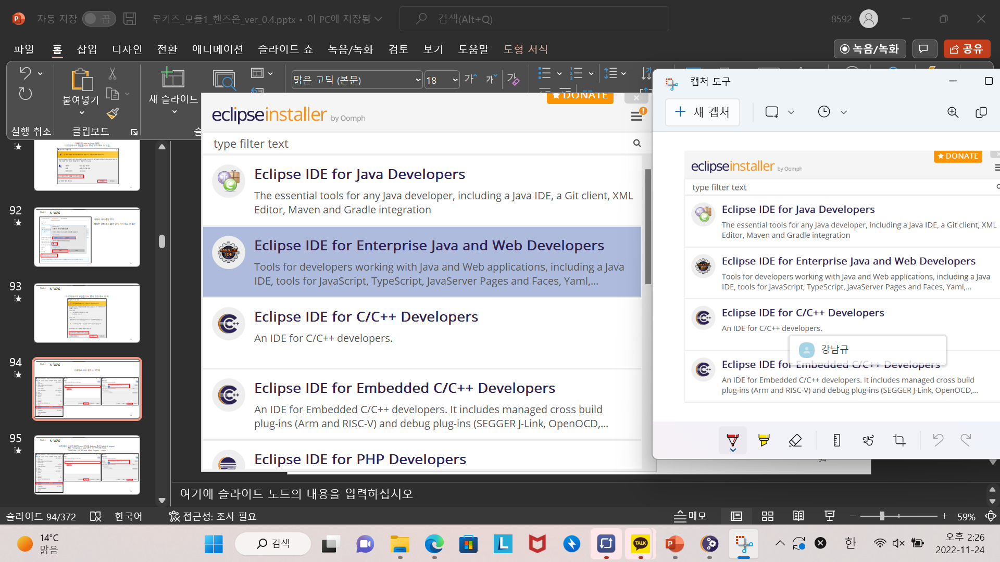 자동 저장 끔 루키즈_모듈1_핸즈온_ver_0.4.pptx • 이 PC에 저장됨 검색(Alt+Q) 8592
파일 홈 삽입 디자인 전환 애니메이션 슬라이드 쇼 녹음/녹화 검토 보기 도움말 도형 서식 녹음/녹화 공유
붙여넣기
새 슬라이드
맑은 고딕 (본문) 18
실행 취소
클립보드
DONATE
eclipseinstaller by Oomph
type filter text
Eclipse IDE for Java Developers
The essential tools for any Java developer, including a Java IDE, a Git client, XML
Editor, Maven and Gradle integration
Eclipse IDE for Enterprise Java and Web Developers
Java EE
IDE
Tools for developers working with Java and Web applications, including a Java
IDE, tools for JavaScript, TypeScript, JavaServer Pages and Faces, Yaml,...
Eclipse IDE for C/C++ Developers
An IDE for C/C++ developers.
Eclipse IDE for Embedded C/C++ Developers
An IDE for Embedded C/C++ developers. It includes managed cross build
plug-ins (Arm and RISC-V) and debug plug-ins (SEGGER J-Link, OpenOCD,...
Eclipse IDE for PHP Developers
캡처 도구
새 캡처
DONATE
eclipseinstaller by Oomph
type filter text
Eclipse IDE for Java Developers
The essential tools for any Java developer, including a Java IDE, a Git client, XML
Editor, Maven and Gradle integration
Eclipse IDE for Enterprise Java and Web Developers
Tools for developers working with Java and Web applications, including a Java
IDE, tools for JavaScript, TypeScript, JavaServer Pages and Faces, Yaml,...
Eclipse IDE for C/C++ Developers
An IDE for C/C++ developers.
강남규
Eclipse IDE for Embedded C/C++ Developers
An IDE for Embedded C/C++ developers. It includes managed cross build
plug-ins (Arm and RISC-V) and debug plug-ins (SEGGER J-Link, OpenOCD,...
94
92
4. WAS
93
4. WAS
94
4. WAS
95
4. WAS
여기에 슬라이드 노트의 내용을 입력하십시오
슬라이드 94/372 한국어 접근성: 조사 필요 메모 59%
14°C
맑음
검색
TALK
한
오후 2:26
2022-11-24